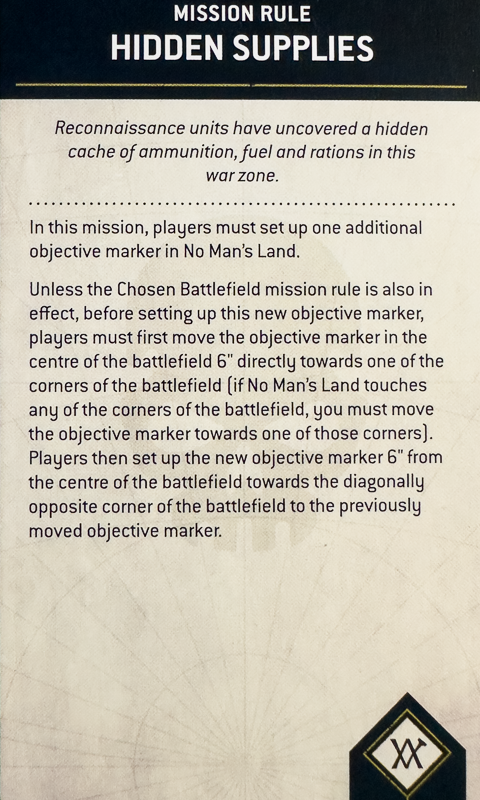 MISSION RULE
HIDDEN SUPPLIES
Reconnaissance units have uncovered a hidden
cache of ammunition, fuel and rations in this
war zone.
In this mission, players must set up one additional
objective marker in No Man's Land.
Unless the Chosen Battlefield mission rule is also in
effect, before setting up this new objective marker,
players must first move the objective marker in the
centre of the battlefield 6" directly towards one of the
corners of the battlefield (if No Man's Land touches
any of the corners of the battlefield, you must move
the objective marker towards one of those corners).
Players then set up the new objective marker 6" from
the centre of the battlefield towards the diagonally
opposite corner of the battlefield to the previously
moved objective marker.